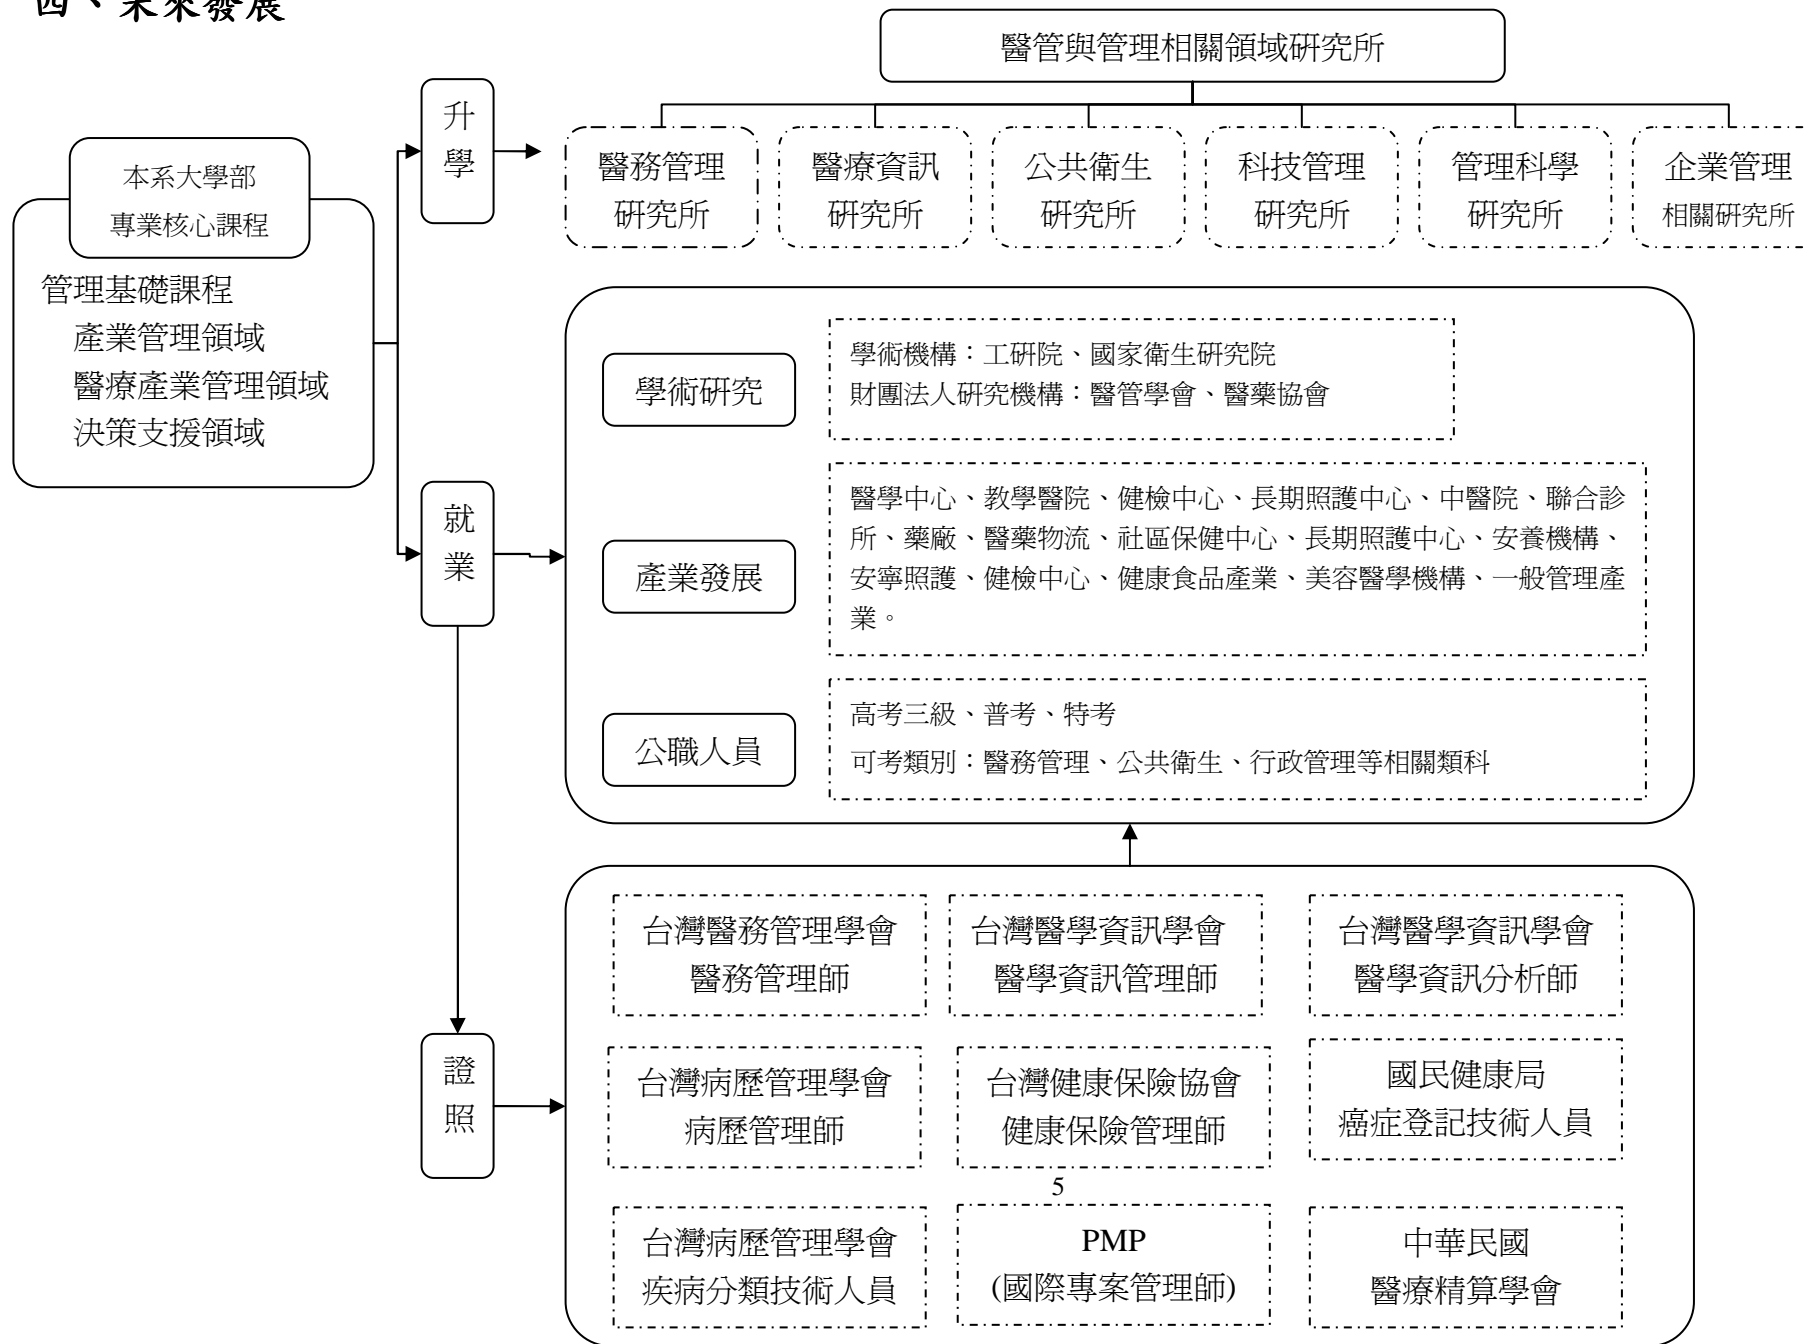 四、未來發展
醫管與管理相關領域研究所
升
學
醫務管理
研究所
醫療資訊
研究所
公共衛生
研究所
科技管理
研究所
管理科學
研究所
企業管理
相關研究所
本系大學部
專業核心課程
管理基礎課程
產業管理領域
醫療產業管理領域
決策支援領域
就
業
學術研究
學術機構：工研院、國家衛生研究院
財團法人研究機構：醫管學會、醫藥協會
產業發展
醫學中心、教學醫院、健檢中心、長期照護中心、中醫院、聯合診
所、藥廠、醫藥物流、社區保健中心、長期照護中心、安養機構、
安寧照護、健檢中心、健康食品產業、美容醫學機構、一般管理產
業。
公職人員
高考三級、普考、特考
可考類別：醫務管理、公共衛生、行政管理等相關類科
證
照
台灣醫務管理學會
醫務管理師
台灣醫學資訊學會
醫學資訊管理師
台灣醫學資訊學會
醫學資訊分析師
台灣病歷管理學會
病歷管理師
台灣健康保險協會
健康保險管理師
國民健康局
癌症登記技術人員
5
台灣病歷管理學會
疾病分類技術人員
PMP
(國際專案管理師)
中華民國
醫療精算學會